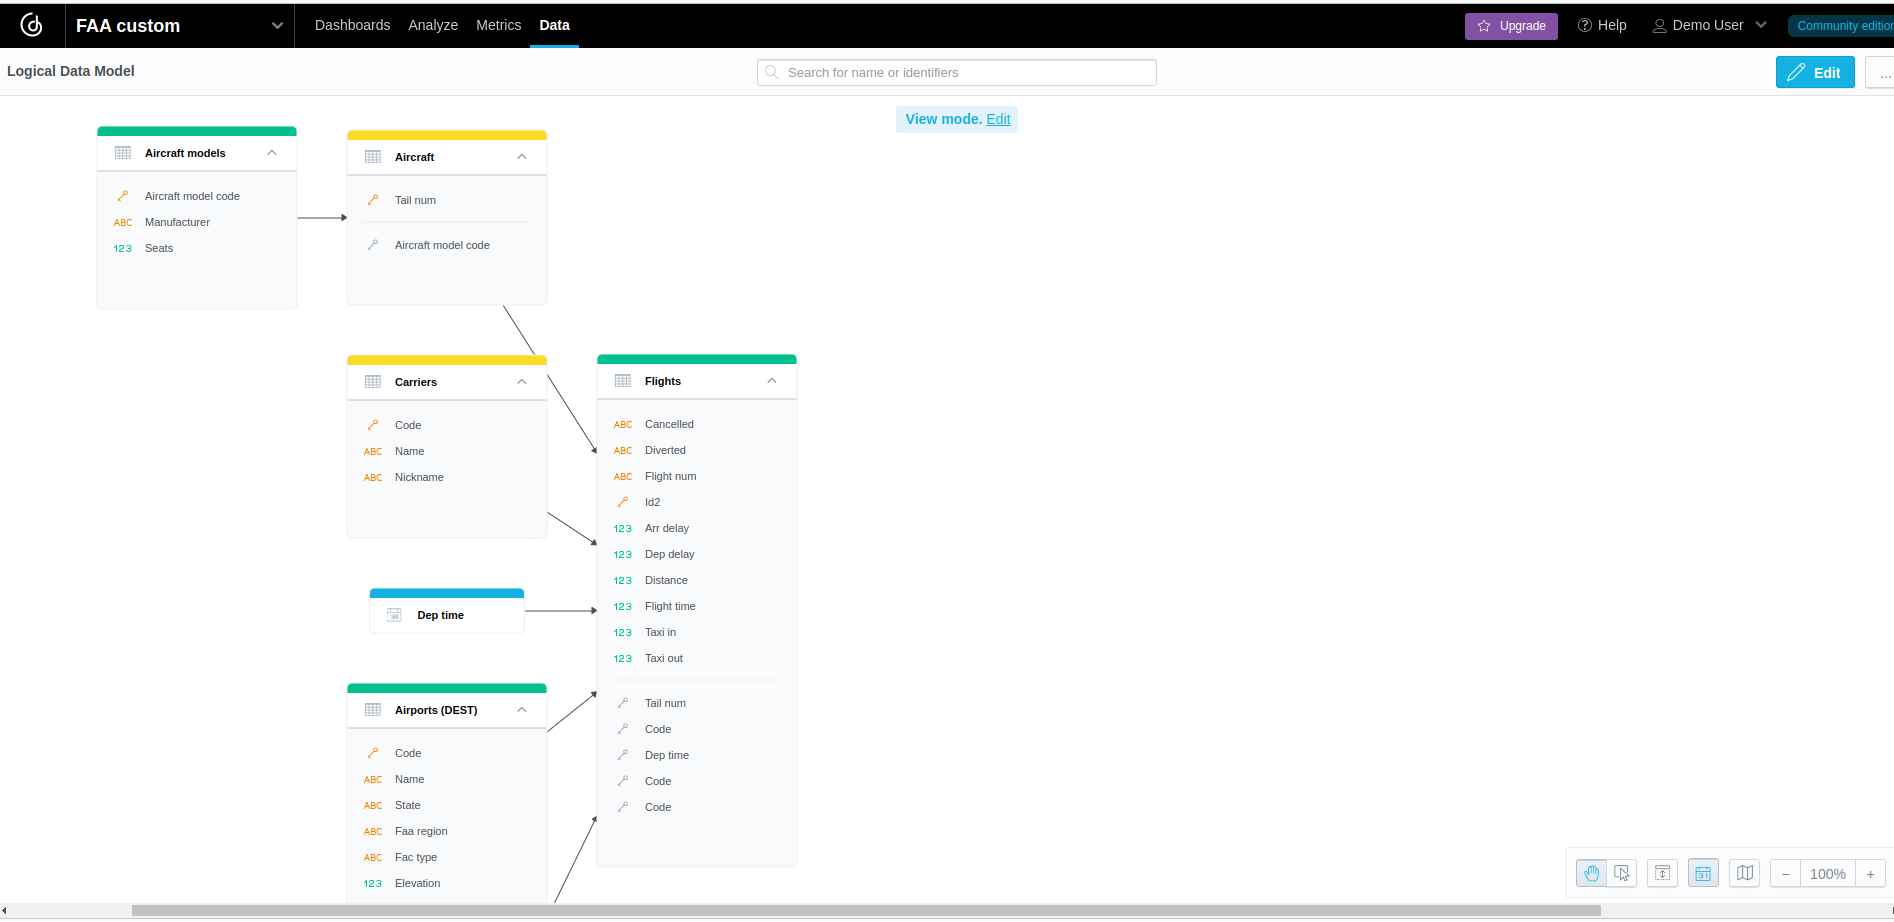 FAA custom
Dashboards Analyze Metrics Data
Upgrade Help Demo User Community edition
Logical Data Model
Search for name or identifiers
Edit ...
View mode. Edit
Aircraft models
Aircraft model code
ABC Manufacturer
123 Seats
Aircraft
Tail num
Aircraft model code
Carriers
Code
ABC Name
ABC Nickname
Dep time
Airports (DEST)
Code
ABC Name
ABC State
ABC Faa region
ABC Fac type
123 Elevation
Flights
ABC Cancelled
ABC Diverted
ABC Flight num
Id2
123 Arr delay
123 Dep delay
123 Distance
123 Flight time
123 Taxi in
123 Taxi out
Tail num
Code
Dep time
Code
Code
31 − 100% +